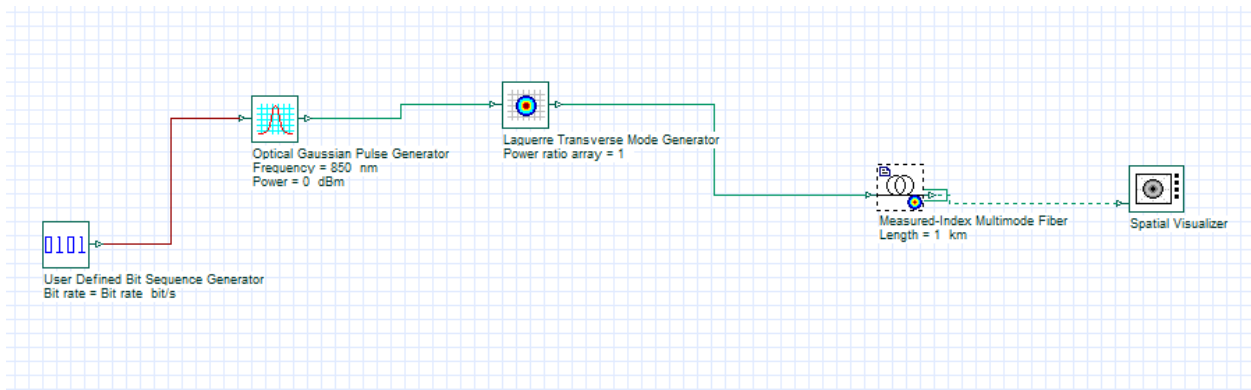 Optical Gaussian Pulse Generator
Frequency = 850 nm
Power = 0 dBm
Laguerre Transverse Mode Generator
Power ratio array = 1
Measured-Index Multimode Fiber
Length = 1 km
Spatial Visualizer
0101
User Defined Bit Sequence Generator
Bit rate = Bit rate bit/s